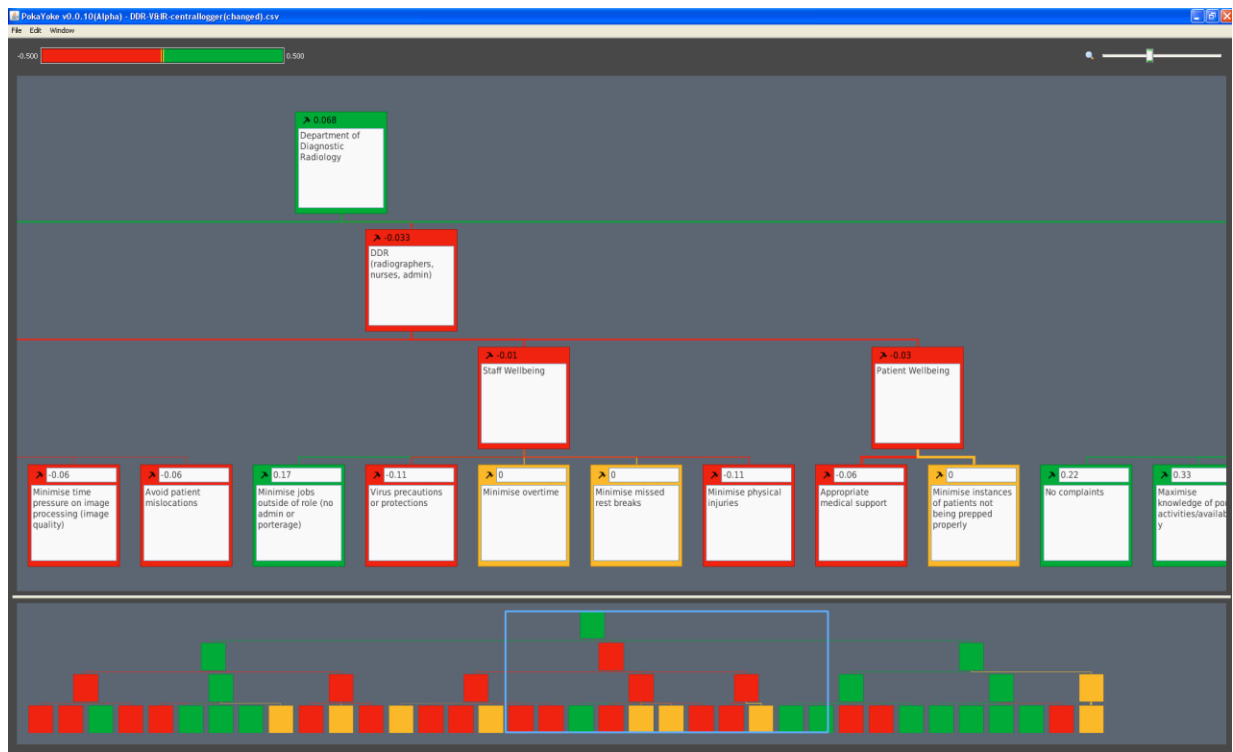 PokaYoke v0.0.10(Alpha) - DDR-V&IR-centrallogger(changed).csv
File Edit Window
-0.500 0.500
0.068
Department of
Diagnostic
Radiology
-0.033
DDR
(radiographers,
nurses, admin)
-0.01
Staff Wellbeing
-0.03
Patient Wellbeing
-0.06
Minimise time
pressure on image
processing (image
quality)
-0.06
Avoid patient
mislocations
0.17
Minimise jobs
outside of role (no
admin or
porterage)
-0.11
Virus precautions
or protections
0
Minimise overtime
0
Minimise missed
rest breaks
-0.11
Minimise physical
injuries
-0.06
Appropriate
medical support
0
Minimise instances
of patients not
being prepped
properly
0.22
No complaints
0.33
Maximise
knowledge of
activities/availab
y